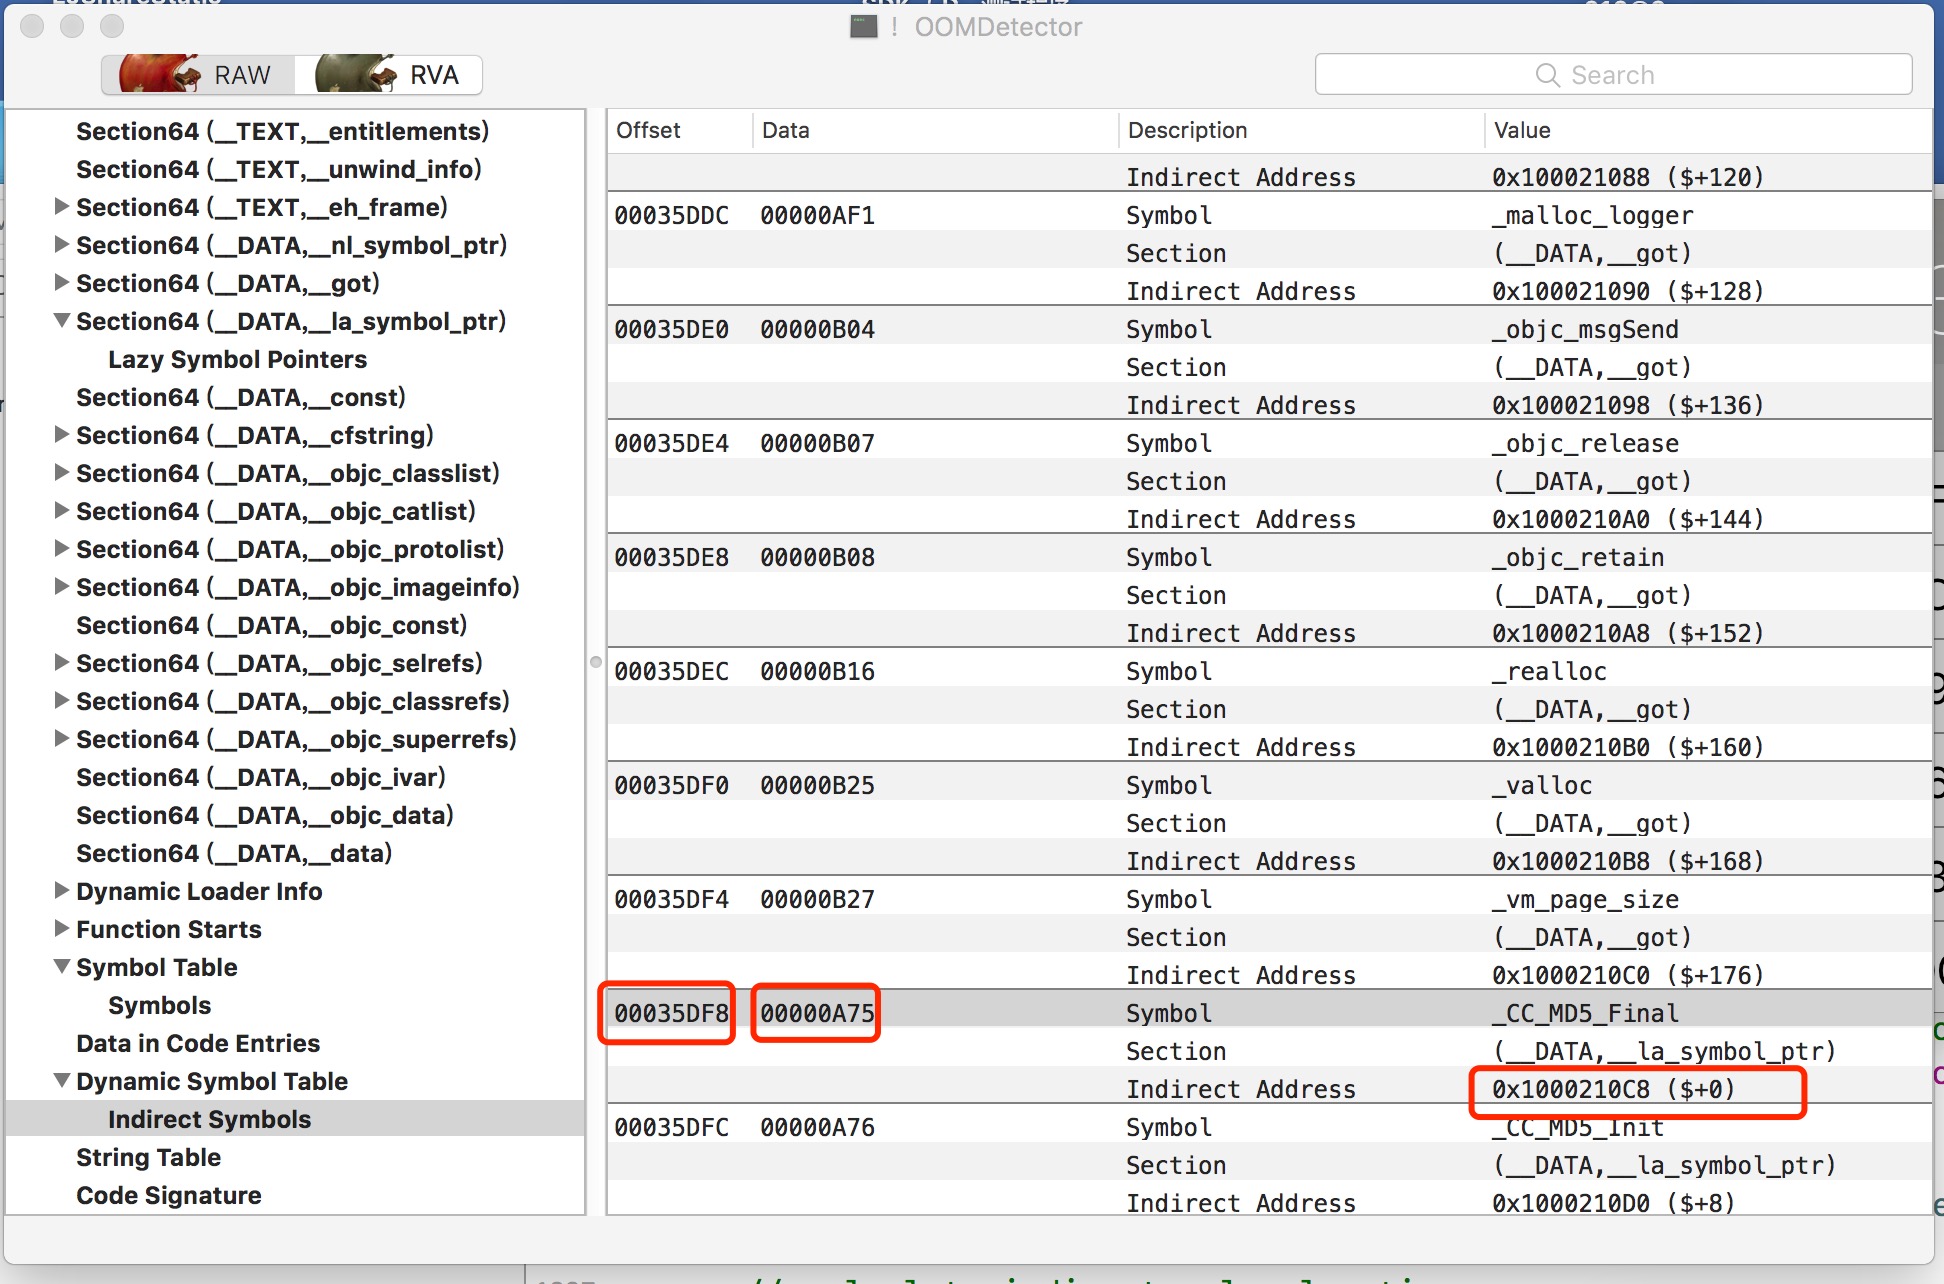 ! OOMDetector
RAW RVA Search
Section64 (__TEXT,__entitlements)
Section64 (__TEXT,__unwind_info)
Section64 (__TEXT,__eh_frame)
Section64 (__DATA,__nl_symbol_ptr)
Section64 (__DATA,__got)
Section64 (__DATA,__la_symbol_ptr)
Lazy Symbol Pointers
Section64 (__DATA,__const)
Section64 (__DATA,__cfstring)
Section64 (__DATA,__objc_classlist)
Section64 (__DATA,__objc_catlist)
Section64 (__DATA,__objc_protolist)
Section64 (__DATA,__objc_imageinfo)
Section64 (__DATA,__objc_const)
Section64 (__DATA,__objc_selrefs)
Section64 (__DATA,__objc_classrefs)
Section64 (__DATA,__objc_superrefs)
Section64 (__DATA,__objc_ivar)
Section64 (__DATA,__objc_data)
Section64 (__DATA,__data)
Dynamic Loader Info
Function Starts
Symbol Table
Symbols
Data in Code Entries
Dynamic Symbol Table
Indirect Symbols
String Table
Code Signature
Offset Data Description Value
Indirect Address 0x100021088 ($+120)
00035DDC 00000AF1 Symbol _malloc_logger
Section (__DATA,__got)
Indirect Address 0x100021090 ($+128)
00035DE0 00000B04 Symbol _objc_msgSend
Section (__DATA,__got)
Indirect Address 0x100021098 ($+136)
00035DE4 00000B07 Symbol _objc_release
Section (__DATA,__got)
Indirect Address 0x1000210A0 ($+144)
00035DE8 00000B08 Symbol _objc_retain
Section (__DATA,__got)
Indirect Address 0x1000210A8 ($+152)
00035DEC 00000B16 Symbol _realloc
Section (__DATA,__got)
Indirect Address 0x1000210B0 ($+160)
00035DF0 00000B25 Symbol _valloc
Section (__DATA,__got)
Indirect Address 0x1000210B8 ($+168)
00035DF4 00000B27 Symbol _vm_page_size
Section (__DATA,__got)
Indirect Address 0x1000210C0 ($+176)
00035DF8 00000A75 Symbol _CC_MD5_Final
Section (__DATA,__la_symbol_ptr)
Indirect Address 0x1000210C8 ($+0)
00035DFC 00000A76 Symbol _CC_MD5_Init
Section (__DATA,__la_symbol_ptr)
Indirect Address 0x1000210D0 ($+8)